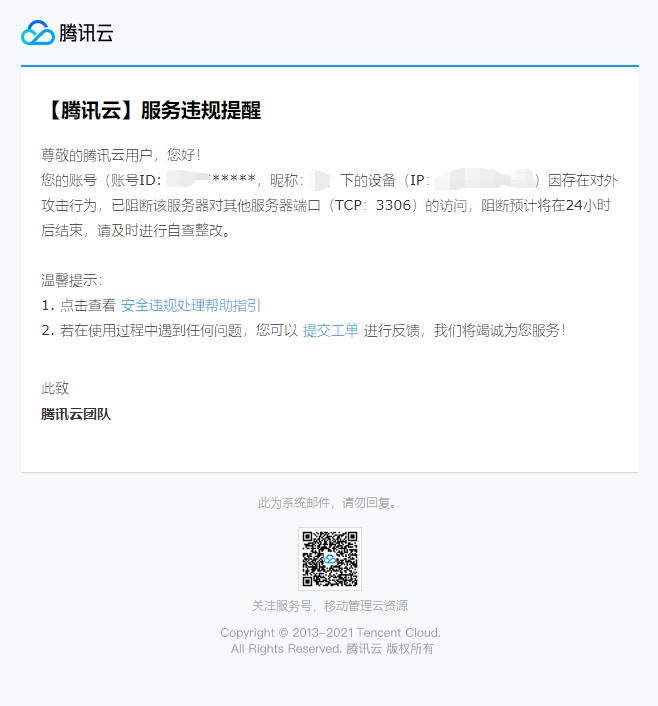 腾讯云
【腾讯云】服务违规提醒
尊敬的腾讯云用户，您好！
您的账号（账号ID: *****，昵称: 下的设备（IP: ）因存在对外
攻击行为，已阻断该服务器对其他服务器端口（TCP：3306）的访问，阻断预计将在24小时
后结束，请及时进行自查整改。
温馨提示：
1. 点击查看 安全违规处理帮助指引
2. 若在使用过程中遇到任何问题，您可以 提交工单 进行反馈，我们将竭诚为您服务！
此致
腾讯云团队
此为系统邮件，请勿回复。
关注服务号，移动管理云资源
Copyright © 2013-2021 Tencent Cloud.
All Rights Reserved. 腾讯云 版权所有